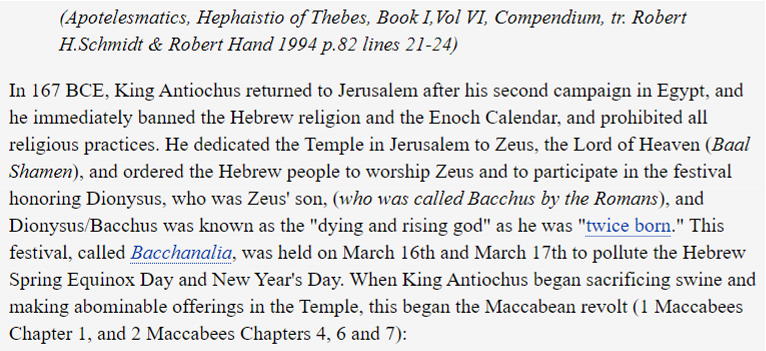 (Apotelesmatics, Hephaistio of Thebes, Book I,Vol VI, Compendium, tr. Robert
H.Schmidt & Robert Hand 1994 p.82 lines 21-24)
In 167 BCE, King Antiochus returned to Jerusalem after his second campaign in Egypt, and
he immediately banned the Hebrew religion and the Enoch Calendar, and prohibited all
religious practices. He dedicated the Temple in Jerusalem to Zeus, the Lord of Heaven (Baal
Shamen), and ordered the Hebrew people to worship Zeus and to participate in the festival
honoring Dionysus, who was Zeus' son, (who was called Bacchus by the Romans), and
Dionysus/Bacchus was known as the "dying and rising god" as he was "twice born." This
festival, called Bacchanalia, was held on March 16th and March 17th to pollute the Hebrew
Spring Equinox Day and New Year's Day. When King Antiochus began sacrificing swine and
making abominable offerings in the Temple, this began the Maccabean revolt (1 Maccabees
Chapter 1, and 2 Maccabees Chapters 4, 6 and 7):